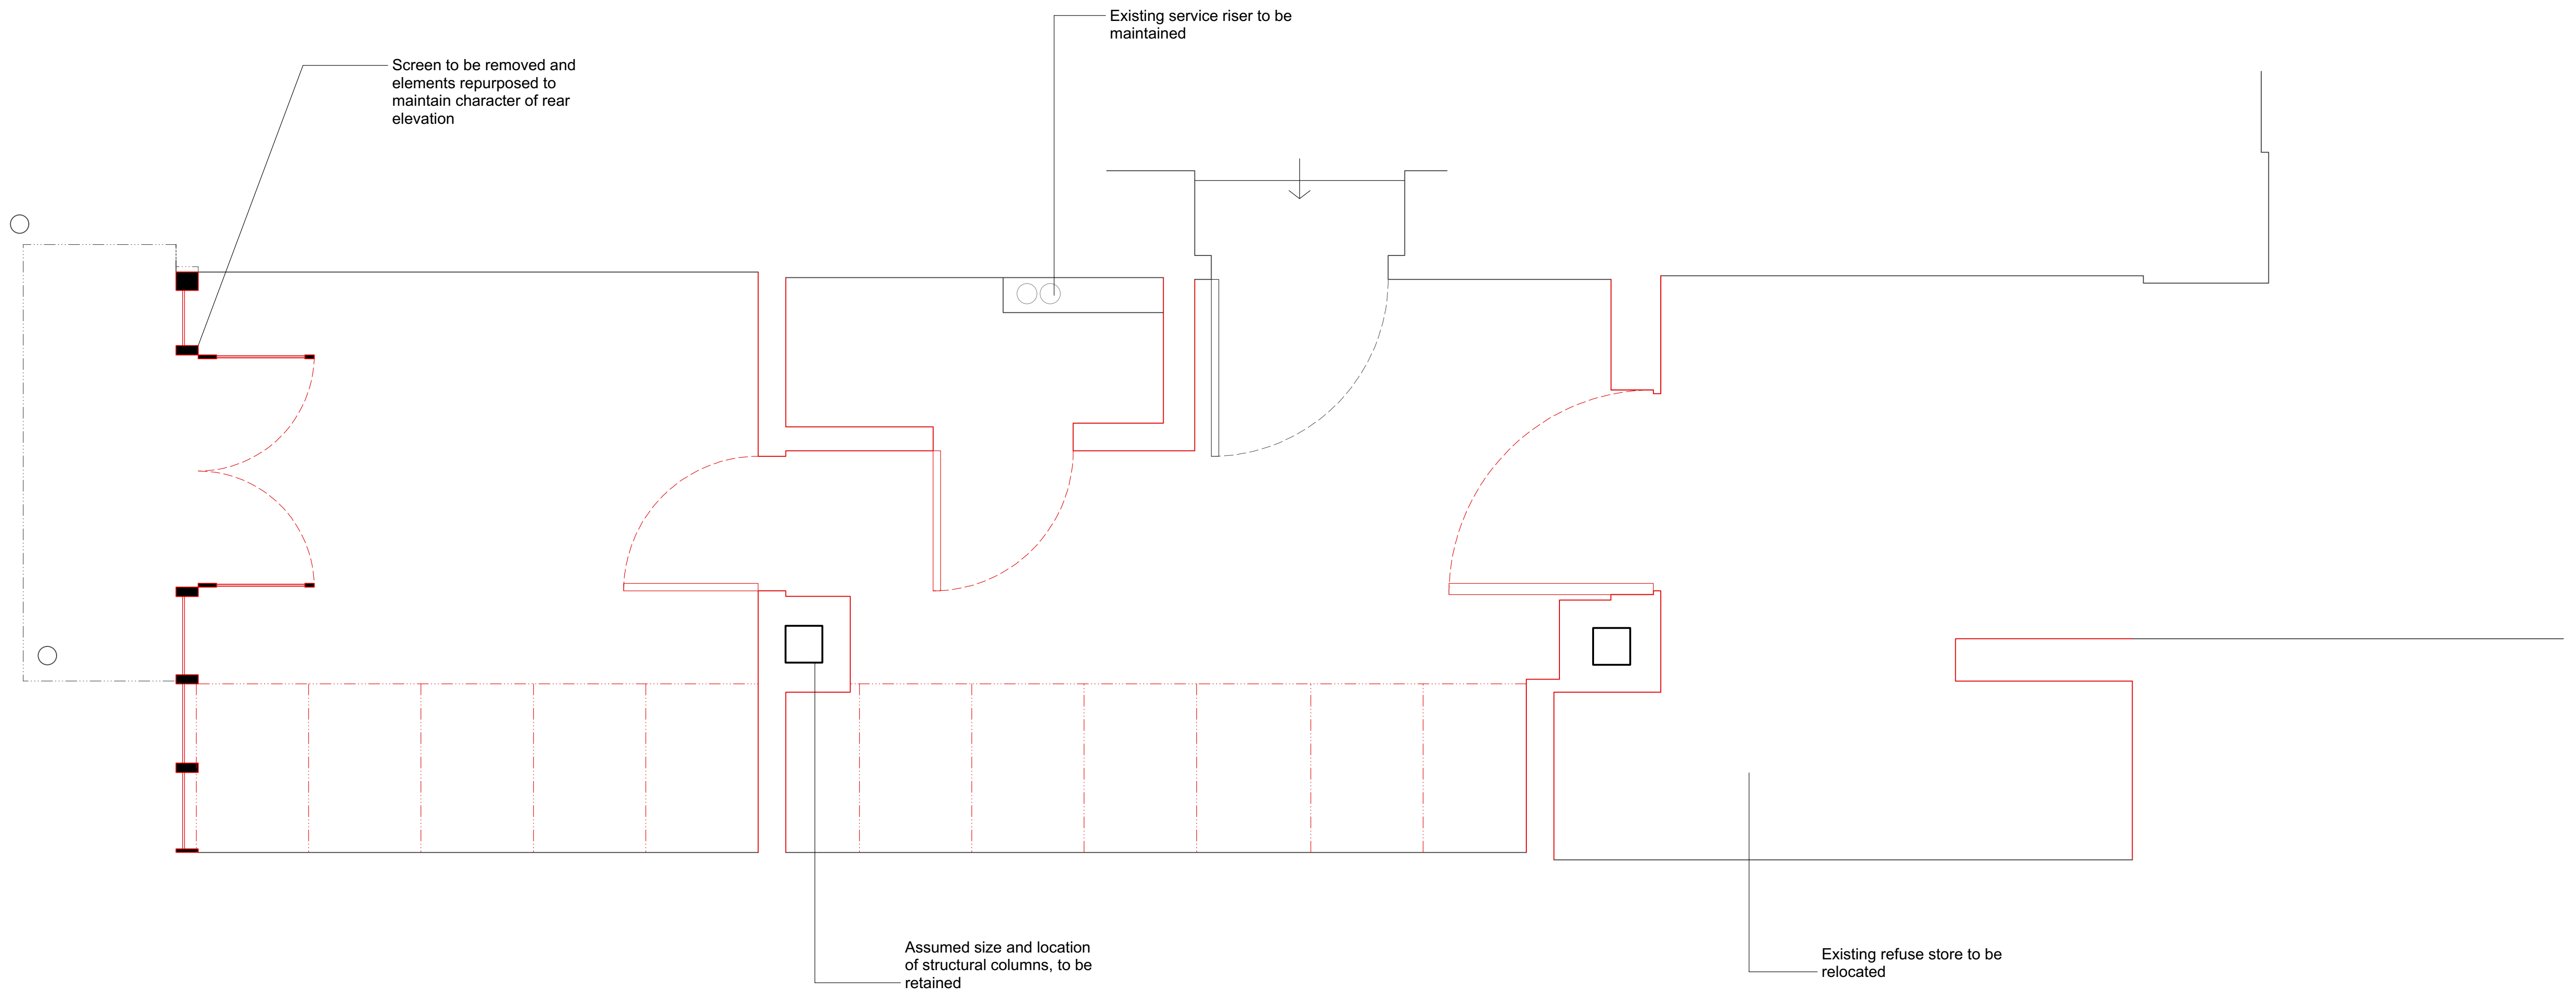 Existing service riser to be
maintained
Screen to be removed and
elements repurposed to
maintain character of rear
elevation
Assumed size and location
of structural columns, to be
retained
Existing refuse store to be
relocated